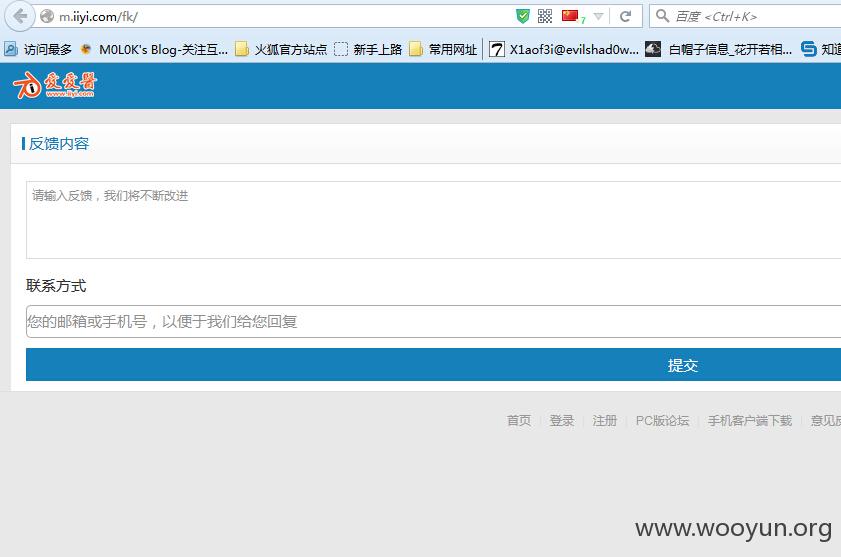 m.iiyi.com/fk/
7
百度 <Ctrl+K>
访问最多 M0L0K's Blog-关注互... 火狐官方站点 新手上路 常用网址 X1aof3i@evilshad0w... 白帽子信息_花开若相... 知道
爱爱醫
www.iiyi.com
反馈内容
请输入反馈，我们将不断改进
联系方式
您的邮箱或手机号，以便于我们给您回复
提交
首页 登录 注册 PC版论坛 手机客户端下载 意见反
www.wooyun.org